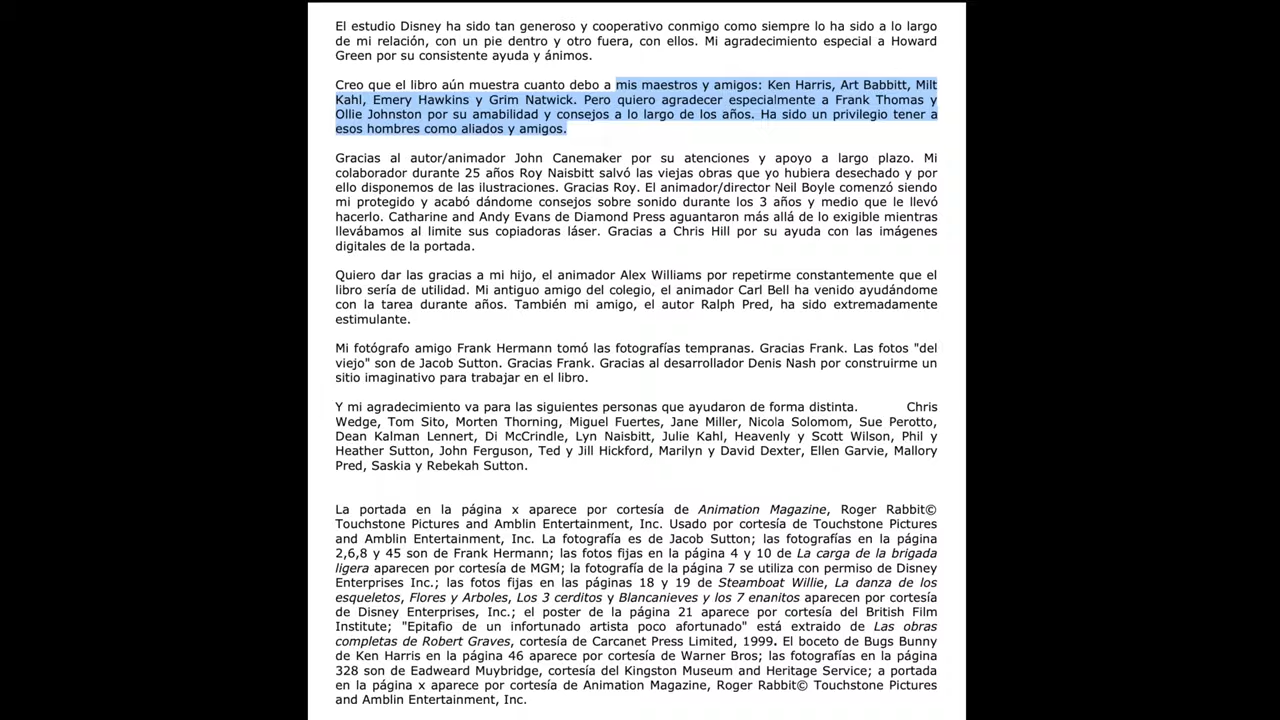 El estudio Disney ha sido tan generoso y cooperativo conmigo como siempre lo ha sido a lo largo
de mi relación, con un pie dentro y otro fuera, con ellos. Mi agradecimiento especial a Howard
Green por su consistente ayuda y ánimos.
Creo que el libro aún muestra cuanto debo a mis maestros y amigos: Ken Harris, Art Babbitt, Milt
Kahl, Emery Hawkins y Grim Natwick. Pero quiero agradecer especialmente a Frank Thomas y
Ollie Johnston por su amabilidad y consejos a lo largo de los años. Ha sido un privilegio tener a
esos hombres como aliados y amigos.
Gracias al autor/animador John Canemaker por su atenciones y apoyo a largo plazo. Mi
colaborador durante 25 años Roy Naisbitt salvó las viejas obras que yo hubiera desechado y por
ello disponemos de las ilustraciones. Gracias Roy. El animador/director Neil Boyle comenzó siendo
mi protegido y acabó dándome consejos sobre sonido durante los 3 años y medio que le llevó
hacerlo. Catharine and Andy Evans de Diamond Press aguantaron más allá de lo exigible mientras
llevábamos al limite sus copiadoras láser. Gracias a Chris Hill por su ayuda con las imágenes
digitales de la portada.
Quiero dar las gracias a mi hijo, el animador Alex Williams por repetirme constantemente que el
libro sería de utilidad. Mi antiguo amigo del colegio, el animador Carl Bell ha venido ayudándome
con la tarea durante años. También mi amigo, el autor Ralph Pred, ha sido extremadamente
estimulante.
Mi fotógrafo amigo Frank Hermann tomó las fotografías tempranas. Gracias Frank. Las fotos "del
viejo" son de Jacob Sutton. Gracias Frank. Gracias al desarrollador Denis Nash por construirme un
sitio imaginativo para trabajar en el libro.
Y mi agradecimiento va para las siguientes personas que ayudaron de forma distinta. Chris
Wedge, Tom Sito, Morten Thorning, Miguel Fuertes, Jane Miller, Nicola Solomom, Sue Perotto,
Dean Kalman Lennert, Di McCrindle, Lyn Naisbitt, Julie Kahl, Heavenly y Scott Wilson, Phil y
Heather Sutton, John Ferguson, Ted y Jill Hickford, Marilyn y David Dexter, Ellen Garvie, Mallory
Pred, Saskia y Rebekah Sutton.
La portada en la página x aparece por cortesía de Animation Magazine, Roger Rabbit©
Touchstone Pictures and Amblin Entertainment, Inc. Usado por cortesía de Touchstone Pictures
and Amblin Entertainment, Inc. La fotografía es de Jacob Sutton; las fotografías en la página
2,6,8 y 45 son de Frank Hermann; las fotos fijas en la página 4 y 10 de La carga de la brigada
ligera aparecen por cortesía de MGM; la fotografía de la página 7 se utiliza con permiso de Disney
Enterprises Inc.; las fotos fijas en las páginas 18 y 19 de Steamboat Willie, La danza de los
esqueletos, Flores y Arboles, Los 3 cerditos y Blancanieves y los 7 enanitos aparecen por cortesía
de Disney Enterprises, Inc.; el poster de la página 21 aparece por cortesía del British Film
Institute; "Epitafio de un infortunado artista poco afortunado" está extraido de Las obras
completas de Robert Graves, cortesía de Carcanet Press Limited, 1999. El boceto de Bugs Bunny
de Ken Harris en la página 46 aparece por cortesía de Warner Bros; las fotografías en la página
328 son de Eadweard Muybridge, cortesía del Kingston Museum and Heritage Service; a portada
en la página x aparece por cortesía de Animation Magazine, Roger Rabbit© Touchstone Pictures
and Amblin Entertainment, Inc.